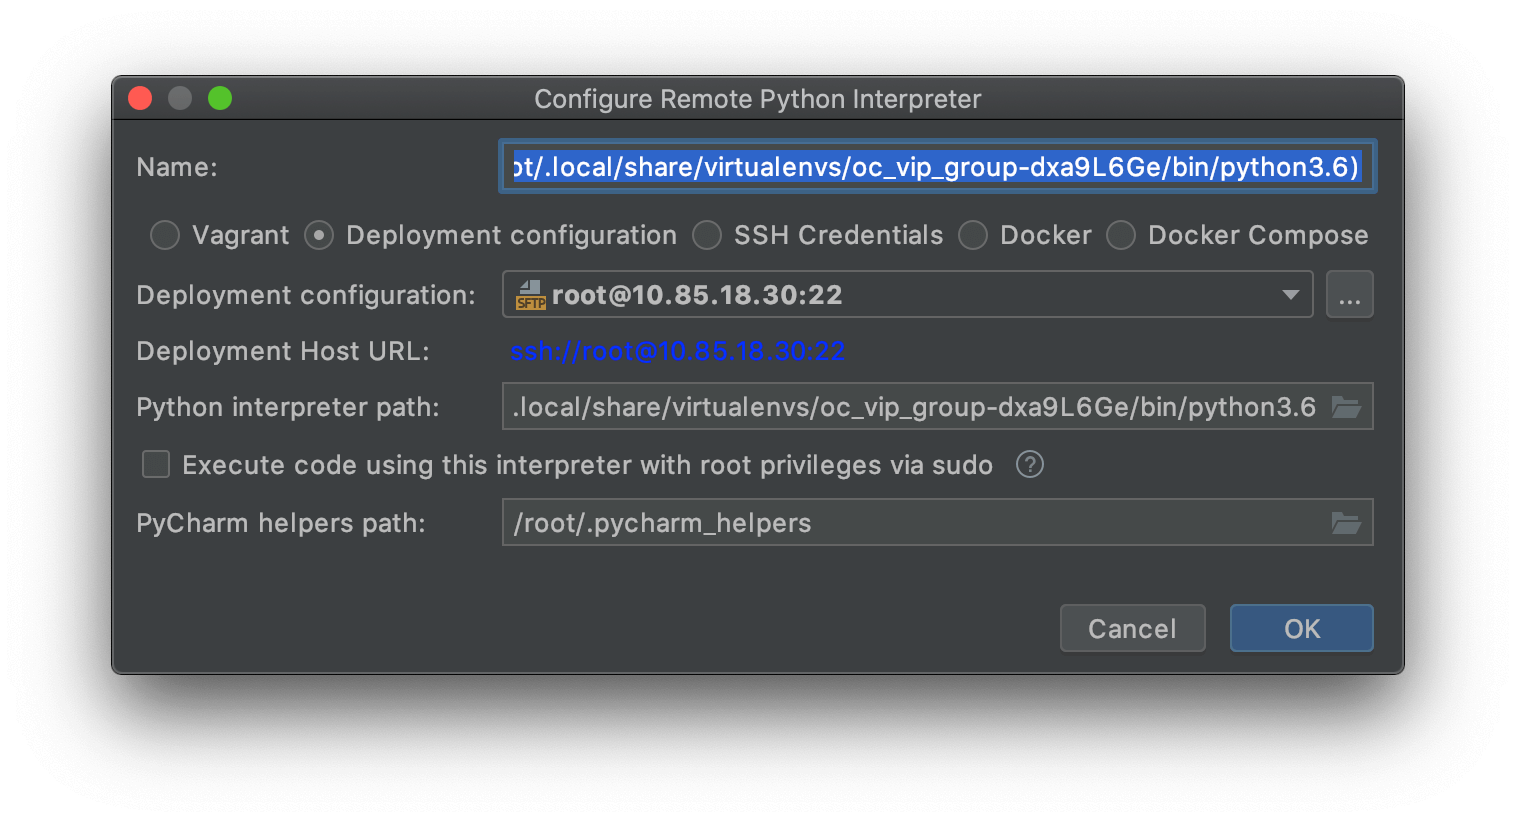 Configure Remote Python Interpreter
Name: ot/.local/share/virtualenvs/oc_vip_group-dxa9L6Ge/bin/python3.6)
Vagrant Deployment configuration SSH Credentials Docker Docker Compose
Deployment configuration: SFTP root@10.85.18.30:22 ...
Deployment Host URL: ssh://root@10.85.18.30:22
Python interpreter path: .local/share/virtualenvs/oc_vip_group-dxa9L6Ge/bin/python3.6
Execute code using this interpreter with root privileges via sudo ?
PyCharm helpers path: /root/.pycharm_helpers
Cancel OK